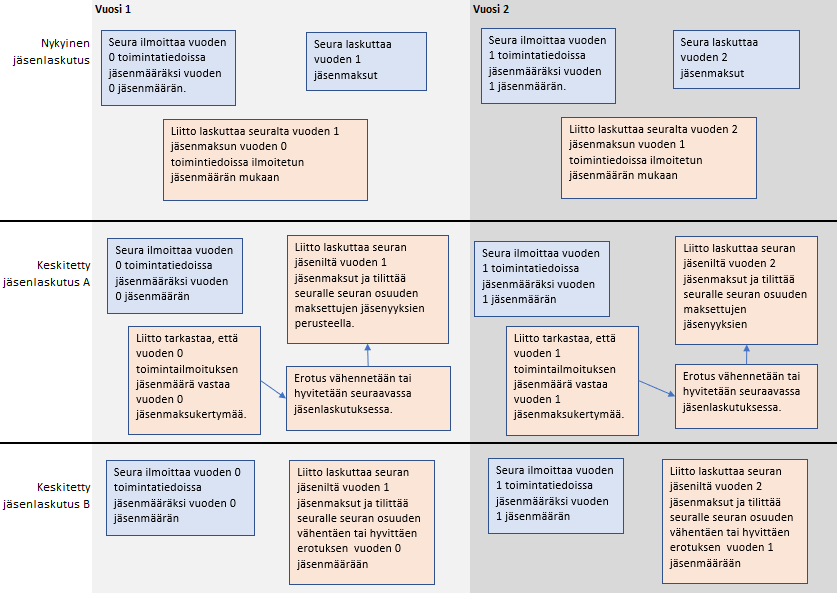 Vuosi 1
Vuosi 2
Nykyinen
jäsenlaskutus
Seura ilmoittaa vuoden
0 toimintatiedoissa
jäsenmääräksi vuoden
0 jäsenmäärän.
Seura laskuttaa
vuoden 1
jäsenmaksut
Liitto laskuttaa seuralta vuoden 1
jäsenmaksun vuoden 0
toimintiedoissa ilmoitetun
jäsenmäärän mukaan
Seura ilmoittaa vuoden
1 toimintatiedoissa
jäsenmääräksi vuoden
1 jäsenmäärän.
Seura laskuttaa
vuoden 2
jäsenmaksut
Liitto laskuttaa seuralta vuoden 2
jäsenmaksun vuoden 1
toimintiedoissa ilmoitetun
jäsenmäärän mukaan
Keskitetty
jäsenlaskutus A
Seura ilmoittaa vuoden
0 toimintatiedoissa
jäsenmääräksi vuoden
0 jäsenmäärän
Liitto laskuttaa seuran
jäseniltä vuoden 1
jäsenmaksut ja tilittää
seuralle seuran osuuden
maksettujen jäsenyyksien
perusteella.
Liitto tarkastaa, että
vuoden 0
toimintailmoituksen
jäsenmäärä vastaa
vuoden 0
jäsenmaksukertymää.
Erotus vähennetään tai
hyvitetään seuraavassa
jäsenlaskutuksessa.
Seura ilmoittaa vuoden
1 toimintatiedoissa
jäsenmääräksi vuoden
1 jäsenmäärän
Liitto laskuttaa seuran
jäseniltä vuoden 2
jäsenmaksut ja tilittää
seuralle seuran osuuden
maksettujen
jäsenyyksien
Liitto tarkastaa, että
vuoden 1
toimintailmoituksen
jäsenmäärä vastaa
vuoden 1
jäsenmaksukertymää.
Erotus vähennetään tai
hyvitetään seuraavassa
jäsenlaskutuksessa.
Keskitetty
jäsenlaskutus B
Seura ilmoittaa vuoden 0
toimintatiedoissa
jäsenmääräksi vuoden 0
jäsenmäärän
Liitto laskuttaa seuran
jäseniltä vuoden 1
jäsenmaksut ja tilittää
seuralle seuran osuuden
vähentäen tai hyvittäen
erotuksen vuoden 0
jäsenmäärään
Seura ilmoittaa vuoden
1 toimintatiedoissa
jäsenmääräksi vuoden
1 jäsenmäärän
Liitto laskuttaa seuran
jäseniltä vuoden 2
jäsenmaksut ja tilittää
seuralle seuran osuuden
vähentäen tai hyvittäen
erotuksen vuoden 1
jäsenmäärään